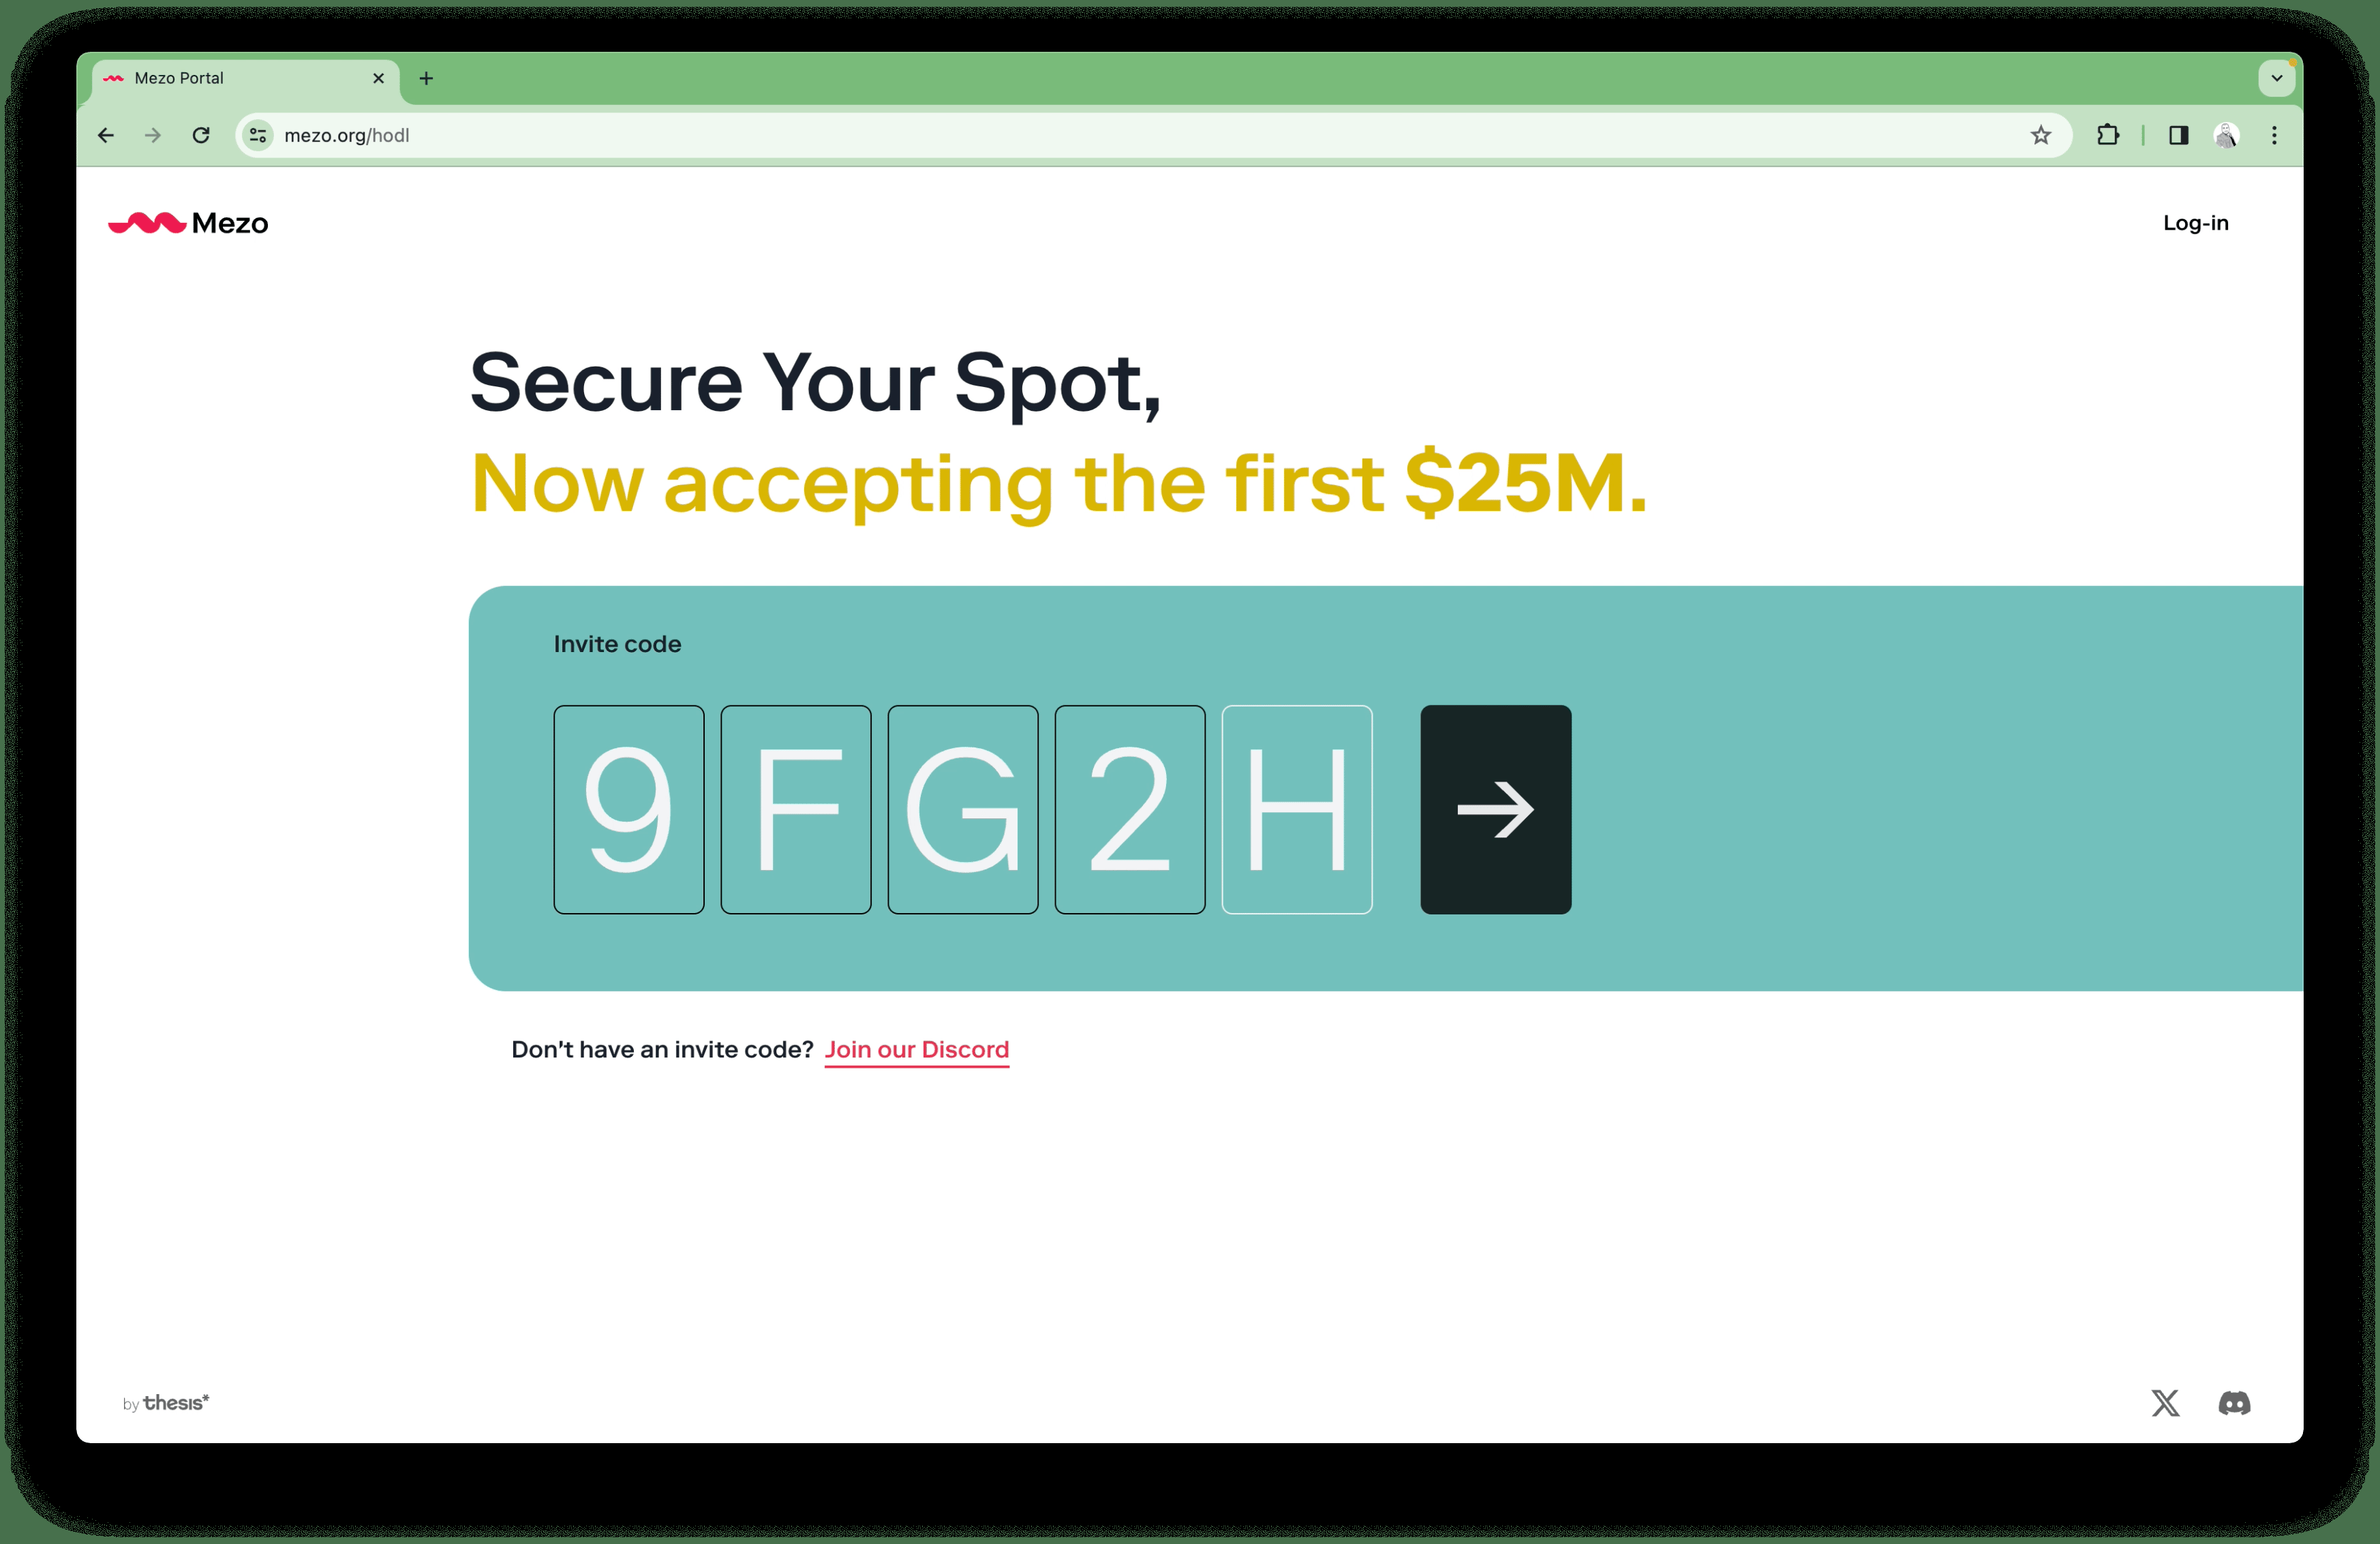 Mezo Portal
mezo.org/hodl
Mezo
Log-in
Secure Your Spot,
Now accepting the first $25M.
Invite code
9 F G 2 H
Don't have an invite code? Join our Discord
by thesis*